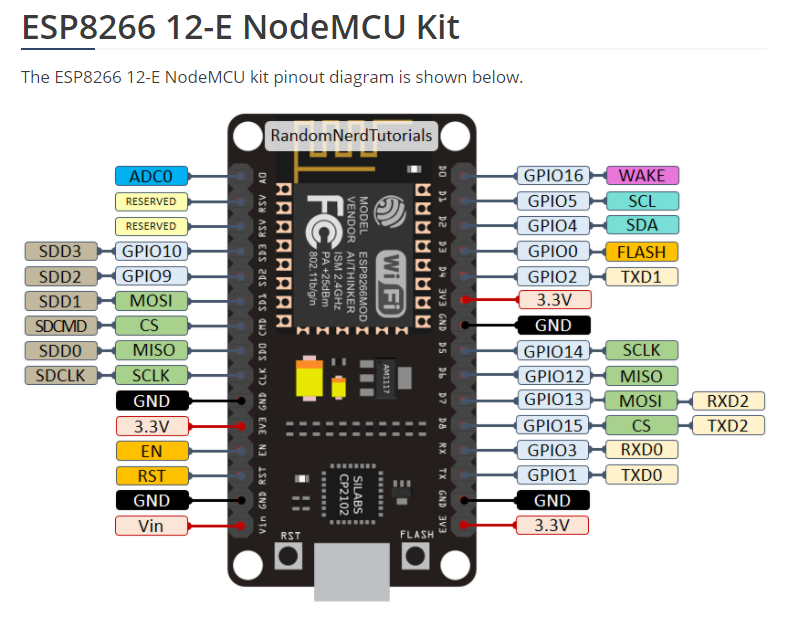 ESP8266 12-E NodeMCU Kit
The ESP8266 12-E NodeMCU kit pinout diagram is shown below.
RandomNerdTutorials
ADC0
RESERVED
RESERVED
SDD3 GPIO10
SDD2 GPIO9
SDD1 MOSI
SDCMD CS
SDD0 MISO
SDCLK SCLK
GND
3.3V
EN
RST
GND
Vin
A0
RSV
RSV
SD3
SD2
SD1
CMD
SD0
CLK
GND
3V3
EN
RST
GND
Vin
FC
MODEL ESP8266MOD
VENDOR AI/THINKER
ISM 2.4GHz
PA +25dBm
802.11b/g/n
WiFi
AM1117
SILABS
CP2102
RST
FLASH
D0
D1
D2
D3
D4
3V3
GND
D5
D6
D7
D8
RX
TX
GND
3V3
GPIO16 WAKE
GPIO5 SCL
GPIO4 SDA
GPIO0 FLASH
GPIO2 TXD1
3.3V
GND
GPIO14 SCLK
GPIO12 MISO
GPIO13 MOSI RXD2
GPIO15 CS TXD2
GPIO3 RXD0
GPIO1 TXD0
GND
3.3V